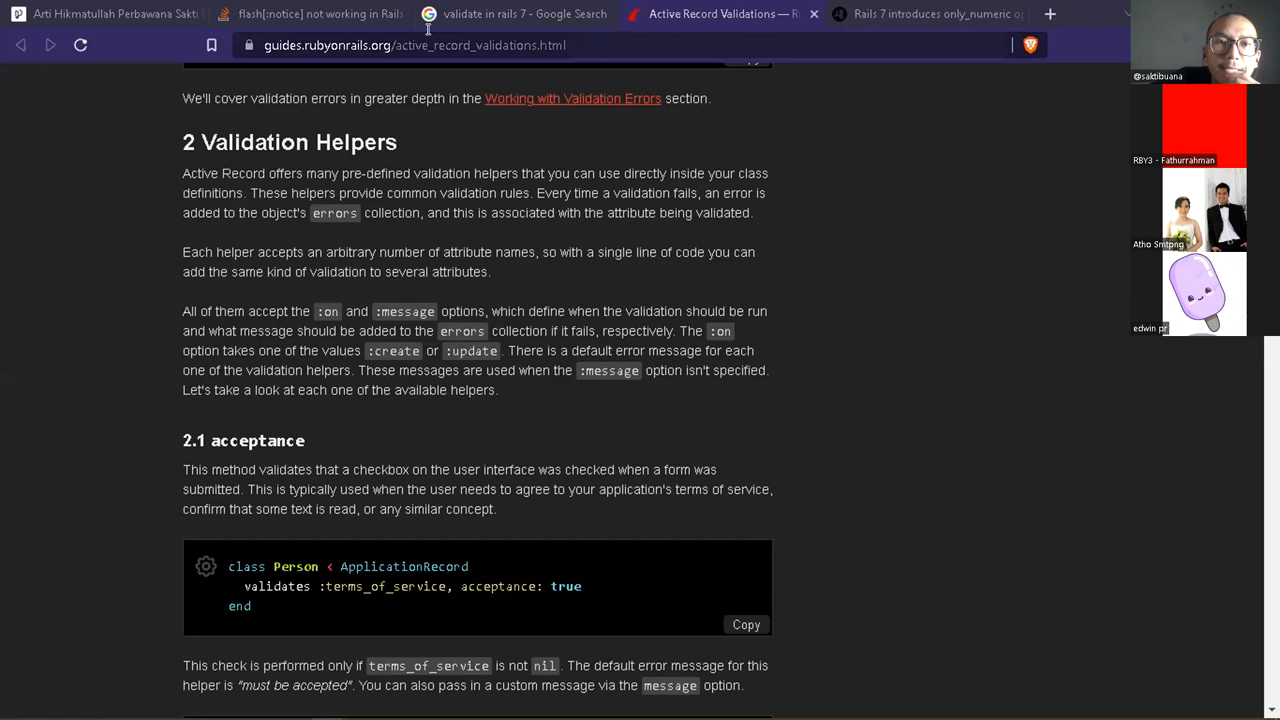 Arti Hikmatullah Perbawana Sakti
flash[:notice] not working in Rails
validate in rails 7 - Google Search
Active Record Validations — R
Rails 7 introduces only_numeric op
guides.rubyonrails.org/active_record_validations.html
We'll cover validation errors in greater depth in the Working with Validation Errors section.
2 Validation Helpers
Active Record offers many pre-defined validation helpers that you can use directly inside your class
definitions. These helpers provide common validation rules. Every time a validation fails, an error is
added to the object's errors collection, and this is associated with the attribute being validated.
Each helper accepts an arbitrary number of attribute names, so with a single line of code you can
add the same kind of validation to several attributes.
All of them accept the :on and :message options, which define when the validation should be run
and what message should be added to the errors collection if it fails, respectively. The :on
option takes one of the values :create or :update. There is a default error message for each
one of the validation helpers. These messages are used when the :message option isn't specified.
Let's take a look at each one of the available helpers.
2.1 acceptance
This method validates that a checkbox on the user interface was checked when a form was
submitted. This is typically used when the user needs to agree to your application's terms of service,
confirm that some text is read, or any similar concept.
class Person < ApplicationRecord
validates :terms_of_service, acceptance: true
end
Copy
This check is performed only if terms_of_service is not nil. The default error message for this
helper is "must be accepted". You can also pass in a custom message via the message option.
@saktibuana
RBY3 - Fathurrahman
Atho Smtpng
edwin pr